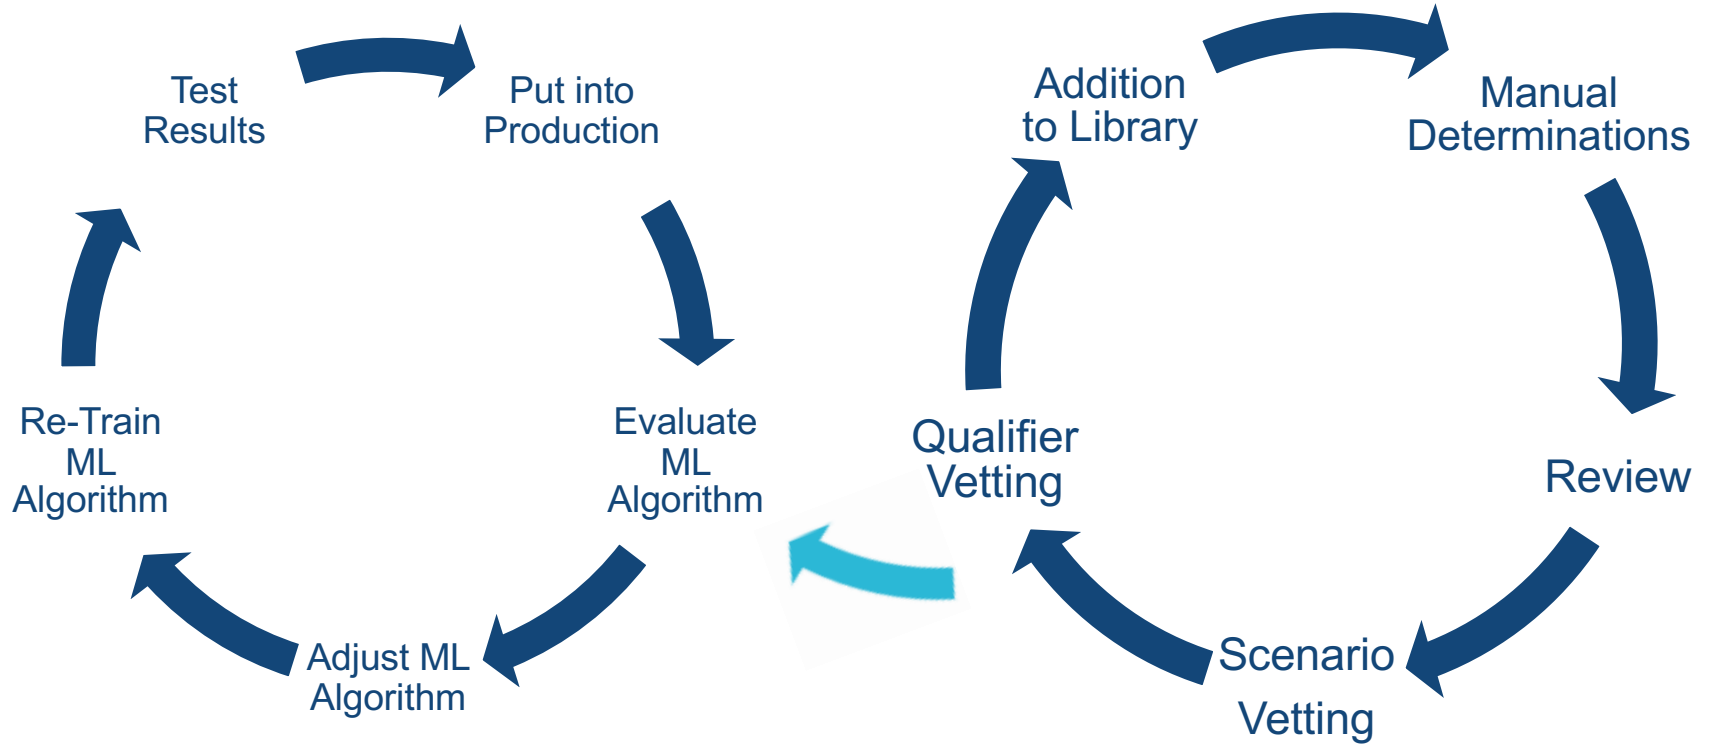 Test
Results
Put into
Production
Evaluate
ML
Algorithm
Adjust ML
Algorithm
Re-Train
ML
Algorithm
Addition
to Library
Manual
Determinations
Review
Scenario
Vetting
Qualifier
Vetting